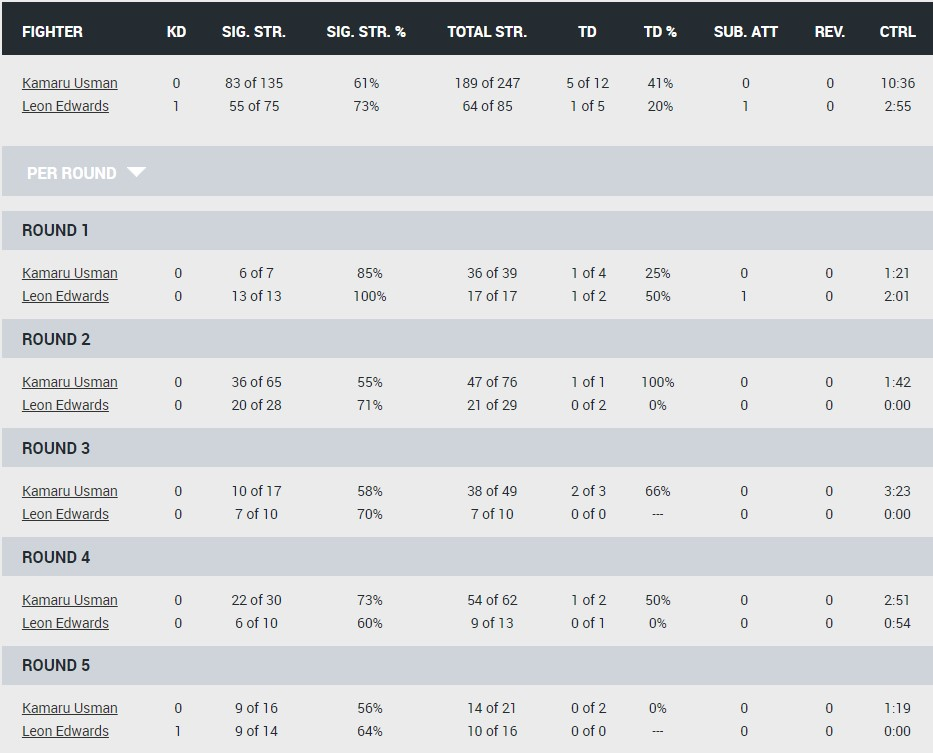 FIGHTER KD SIG. STR. SIG. STR. % TOTAL STR. TD TD % SUB. ATT REV. CTRL
Kamaru Usman 0 83 of 135 61% 189 of 247 5 of 12 41% 0 0 10:36
Leon Edwards 1 55 of 75 73% 64 of 85 1 of 5 20% 1 0 2:55
PER ROUND
ROUND 1
Kamaru Usman 0 6 of 7 85% 36 of 39 1 of 4 25% 0 0 1:21
Leon Edwards 0 13 of 13 100% 17 of 17 1 of 2 50% 1 0 2:01
ROUND 2
Kamaru Usman 0 36 of 65 55% 47 of 76 1 of 1 100% 0 0 1:42
Leon Edwards 0 20 of 28 71% 21 of 29 0 of 2 0% 0 0 0:00
ROUND 3
Kamaru Usman 0 10 of 17 58% 38 of 49 2 of 3 66% 0 0 3:23
Leon Edwards 0 7 of 10 70% 7 of 10 0 of 0 --- 0 0 0:00
ROUND 4
Kamaru Usman 0 22 of 30 73% 54 of 62 1 of 2 50% 0 0 2:51
Leon Edwards 0 6 of 10 60% 9 of 13 0 of 1 0% 0 0 0:54
ROUND 5
Kamaru Usman 0 9 of 16 56% 14 of 21 0 of 2 0% 0 0 1:19
Leon Edwards 1 9 of 14 64% 10 of 16 0 of 0 --- 0 0 0:00